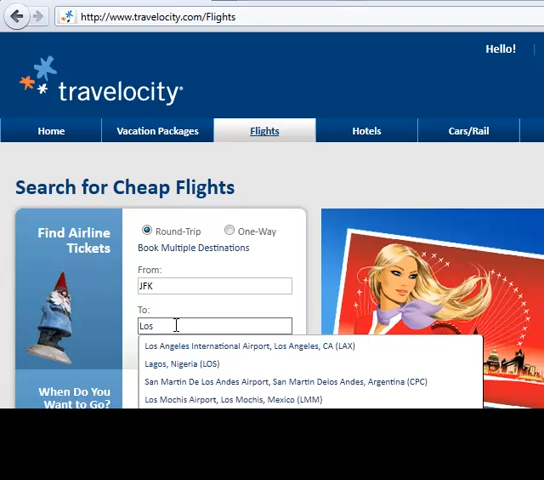 http://www.travelocity.com/Flights
Hello!
travelocity
Home Vacation Packages Flights Hotels Cars/Rail
Search for Cheap Flights
Find Airline
Tickets
Round-Trip One-Way
Book Multiple Destinations
From:
JFK
To:
Los
Los Angeles International Airport, Los Angeles, CA (LAX)
Lagos, Nigeria (LOS)
San Martin De Los Andes Airport, San Martin Delos Andes, Argentina (CPC)
Los Mochis Airport, Los Mochis, Mexico (LMM)
When Do You
Want to Go?